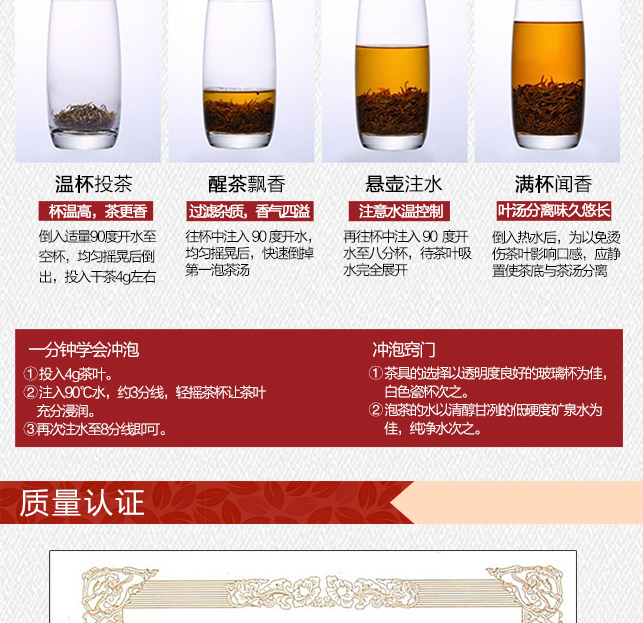 温杯投茶
杯温高，茶更香
倒入适量90度开水至
空杯，均匀摇晃后倒
出，投入干茶4g左右
醒茶飘香
过滤杂质，香气四溢
往杯中注入 90 度开水，
均匀摇晃后，快速倒掉
第一泡茶汤
悬壶注水
注意水温控制
再往杯中注入 90 度开
水至八分杯，待茶叶吸
水完全展开
满杯闻香
叶汤分离味久悠长
倒入热水后，为以免烫
伤茶叶影响口感，应静
置使茶底与茶汤分离
一分钟学会冲泡
①投入4g茶叶。
②注入90℃水，约3分线，轻摇茶杯让茶叶
充分浸润。
③再次注水至8分线即可。
冲泡窍门
①茶具的选择以透明度良好的玻璃杯为佳，
白色瓷杯次之。
②泡茶的水以清醇甘冽的低硬度矿泉水为
佳，纯净水次之。
质量认证